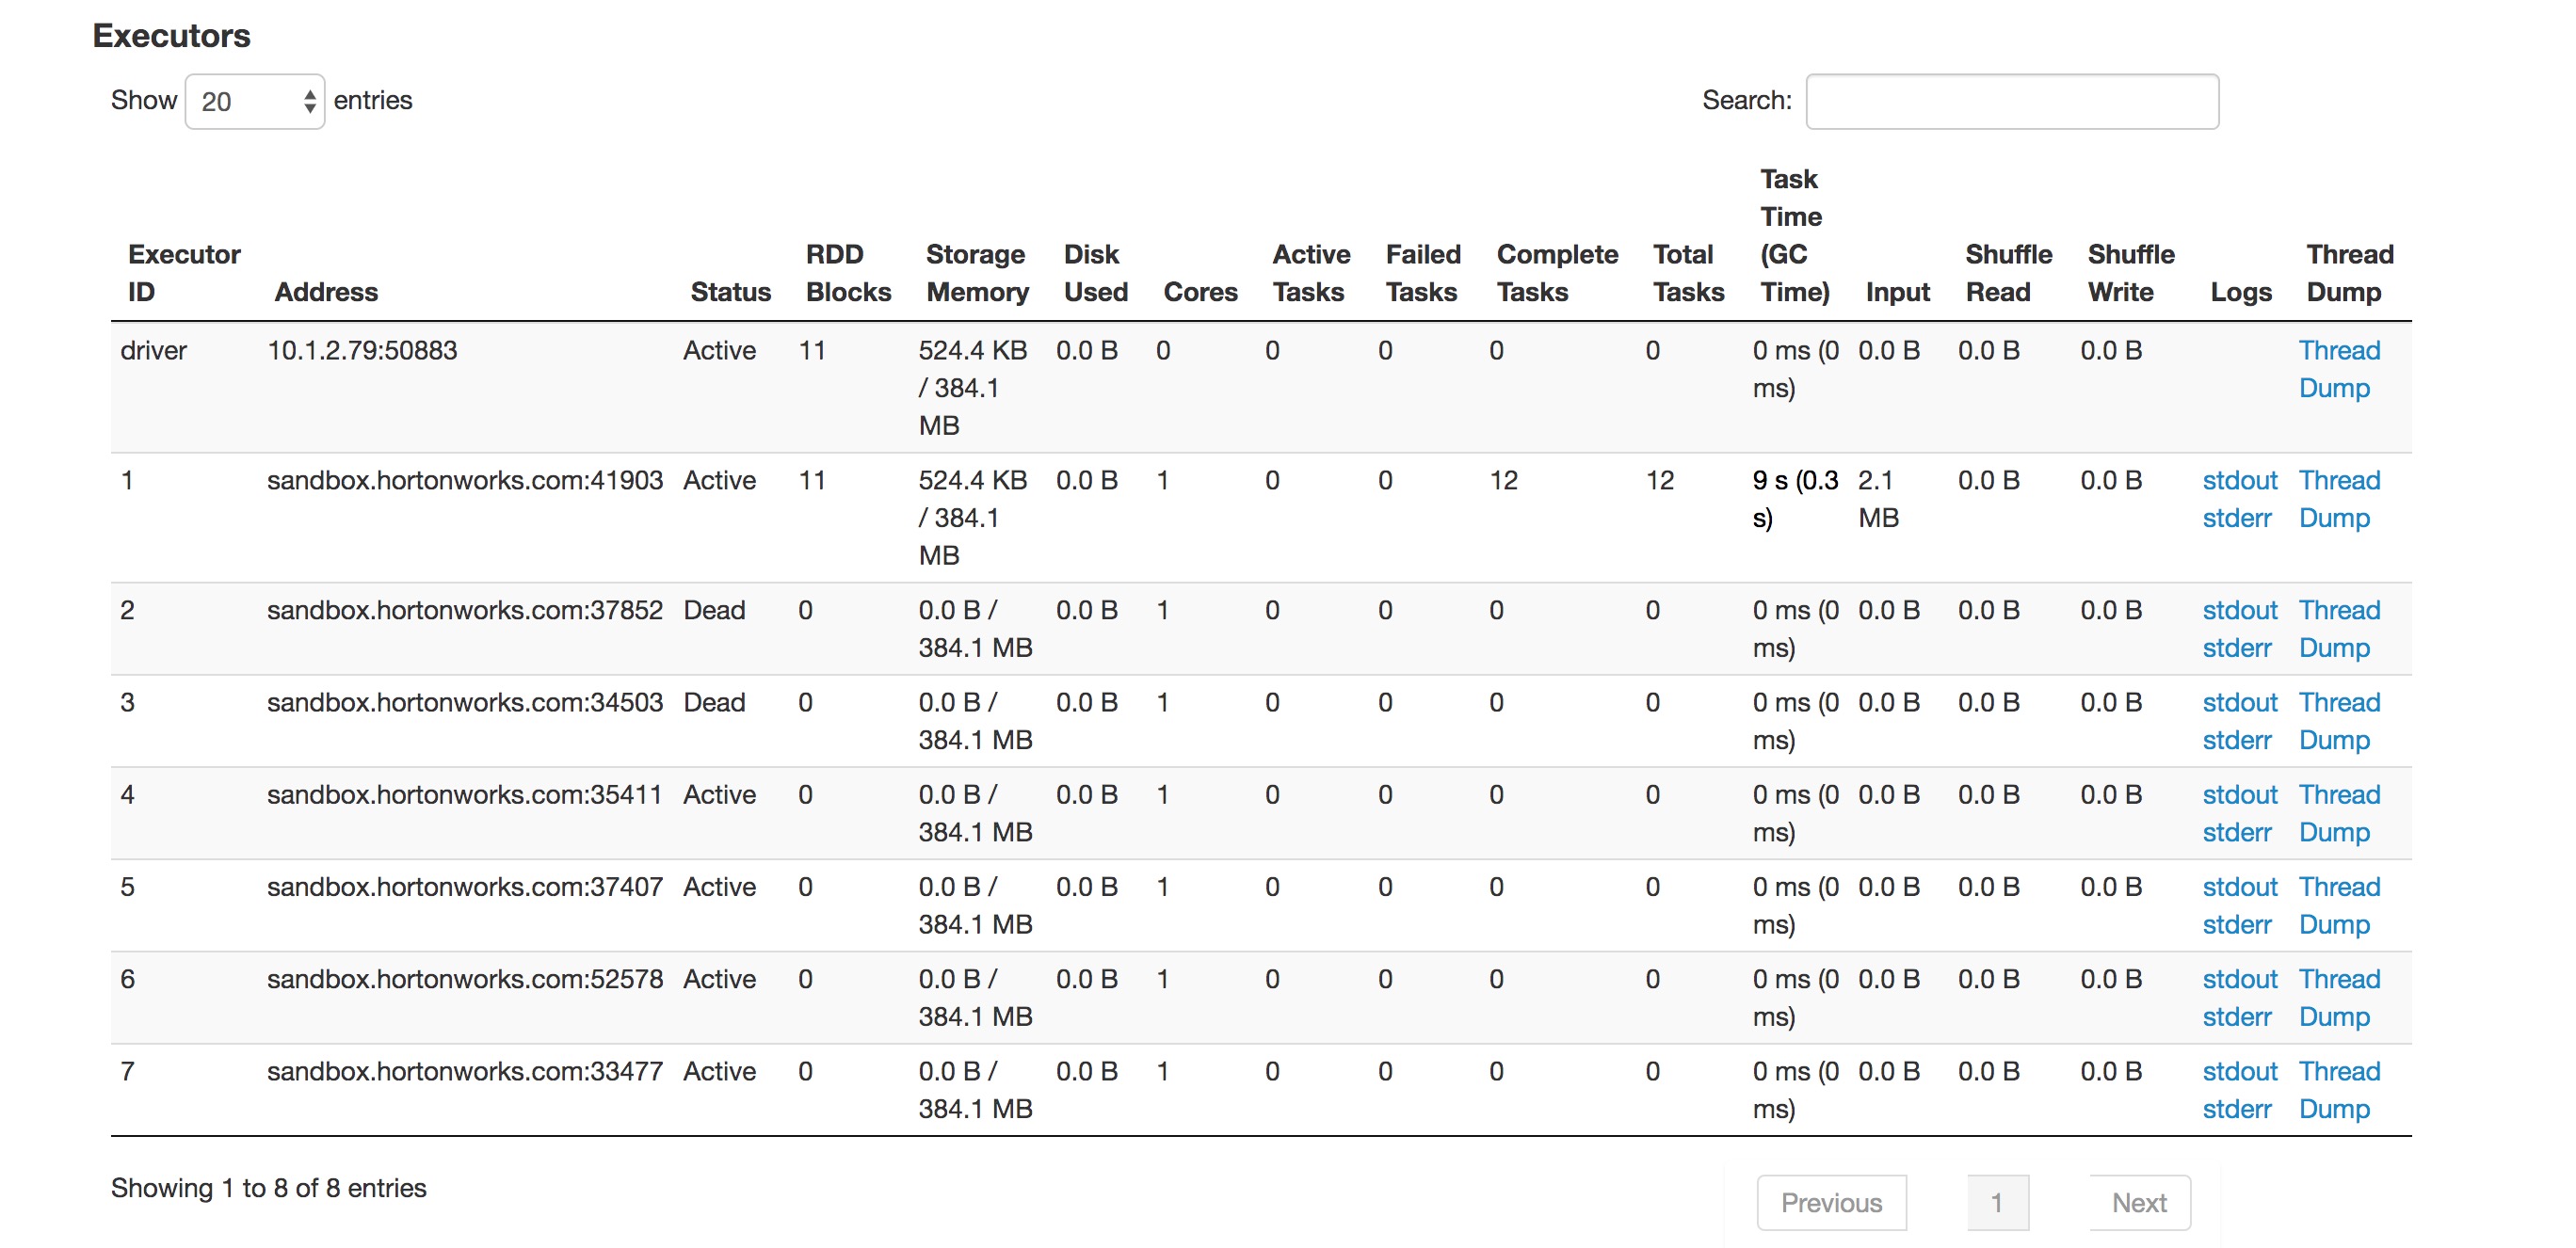 Executors
Show 20 entries
Search:
Executor ID Address Status RDD Blocks Storage Memory Disk Used Cores Active Tasks Failed Tasks Complete Tasks Total Tasks Task Time (GC Time) Input Shuffle Read Shuffle Write Logs Thread Dump
driver 10.1.2.79:50883 Active 11 524.4 KB / 384.1 MB 0.0 B 0 0 0 0 0 0 ms (0 ms) 0.0 B 0.0 B 0.0 B Thread Dump
1 sandbox.hortonworks.com:41903 Active 11 524.4 KB / 384.1 MB 0.0 B 1 0 0 12 12 9 s (0.3 s) 2.1 MB 0.0 B 0.0 B stdout stderr Thread Dump
2 sandbox.hortonworks.com:37852 Dead 0 0.0 B / 384.1 MB 0.0 B 1 0 0 0 0 0 ms (0 ms) 0.0 B 0.0 B 0.0 B stdout stderr Thread Dump
3 sandbox.hortonworks.com:34503 Dead 0 0.0 B / 384.1 MB 0.0 B 1 0 0 0 0 0 ms (0 ms) 0.0 B 0.0 B 0.0 B stdout stderr Thread Dump
4 sandbox.hortonworks.com:35411 Active 0 0.0 B / 384.1 MB 0.0 B 1 0 0 0 0 0 ms (0 ms) 0.0 B 0.0 B 0.0 B stdout stderr Thread Dump
5 sandbox.hortonworks.com:37407 Active 0 0.0 B / 384.1 MB 0.0 B 1 0 0 0 0 0 ms (0 ms) 0.0 B 0.0 B 0.0 B stdout stderr Thread Dump
6 sandbox.hortonworks.com:52578 Active 0 0.0 B / 384.1 MB 0.0 B 1 0 0 0 0 0 ms (0 ms) 0.0 B 0.0 B 0.0 B stdout stderr Thread Dump
7 sandbox.hortonworks.com:33477 Active 0 0.0 B / 384.1 MB 0.0 B 1 0 0 0 0 0 ms (0 ms) 0.0 B 0.0 B 0.0 B stdout stderr Thread Dump
Showing 1 to 8 of 8 entries
Previous 1 Next